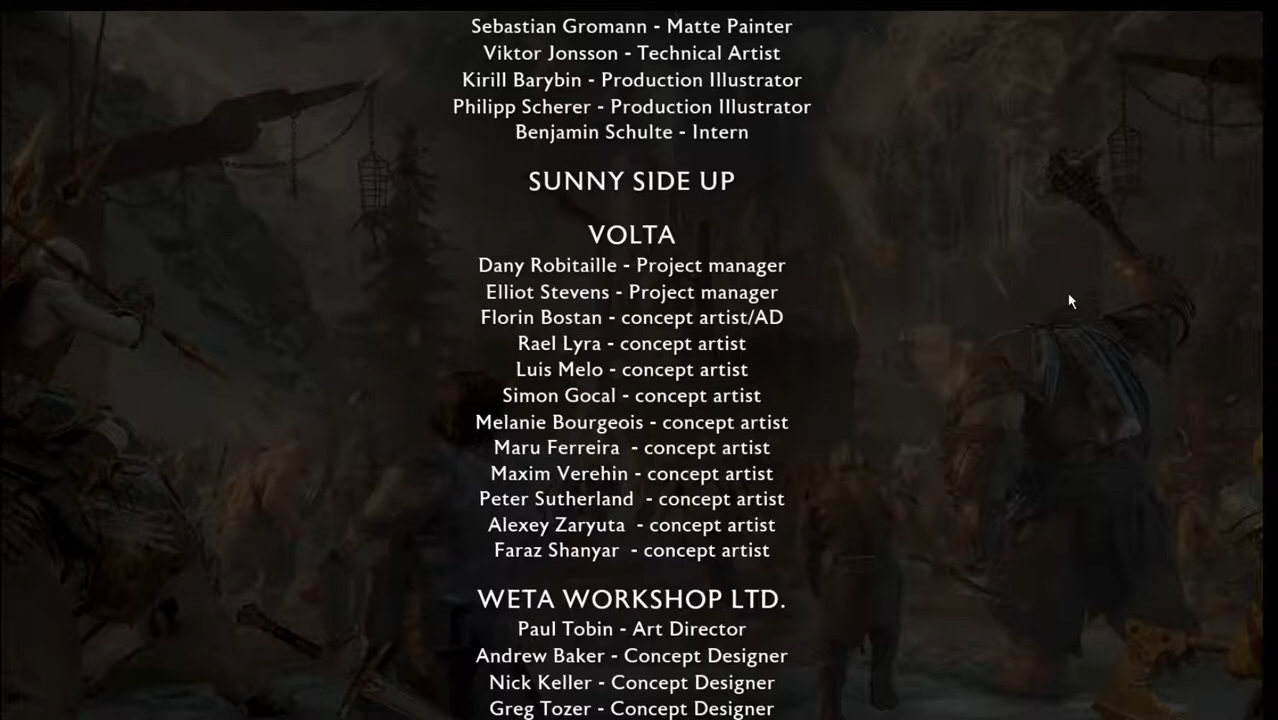 Sebastian Gromann - Matte Painter
Viktor Jonsson - Technical Artist
Kirill Barybin - Production Illustrator
Philipp Scherer - Production Illustrator
Benjamin Schulte - Intern
SUNNY SIDE UP
VOLTA
Dany Robitaille - Project manager
Elliot Stevens - Project manager
Florin Bostan - concept artist/AD
Rael Lyra - concept artist
Luis Melo - concept artist
Simon Gocal - concept artist
Melanie Bourgeois - concept artist
Maru Ferreira  - concept artist
Maxim Verehin - concept artist
Peter Sutherland  - concept artist
Alexey Zaryuta  - concept artist
Faraz Shanyar  - concept artist
WETA WORKSHOP LTD.
Paul Tobin - Art Director
Andrew Baker - Concept Designer
Nick Keller - Concept Designer
Greg Tozer - Concept Designer